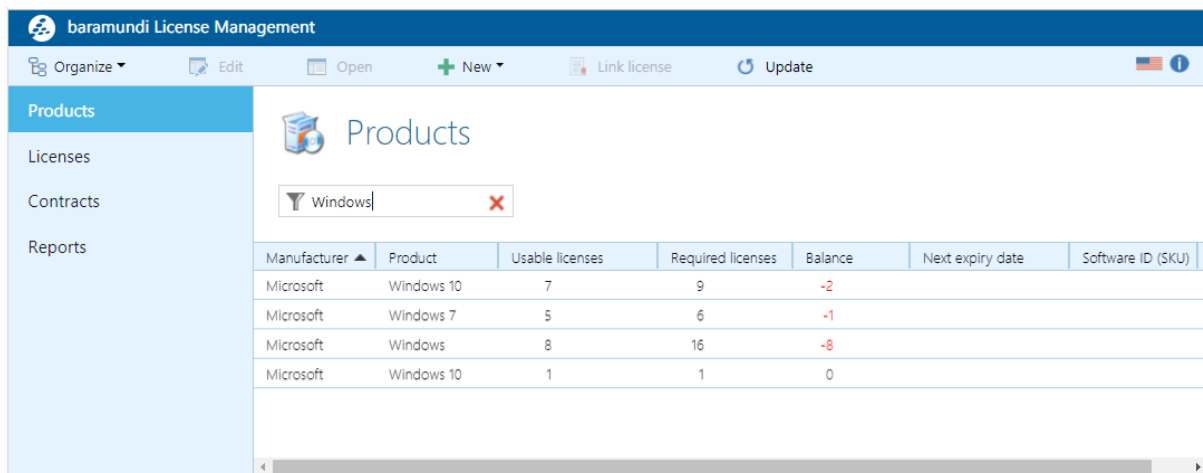 baramundi License Management
Organize Edit Open New Link license Update
Products
Licenses
Contracts
Reports
Products
Windows
Manufacturer Product Usable licenses Required licenses Balance Next expiry date Software ID (SKU)
Microsoft Windows 10 7 9 -2
Microsoft Windows 7 5 6 -1
Microsoft Windows 8 16 -8
Microsoft Windows 10 1 1 0